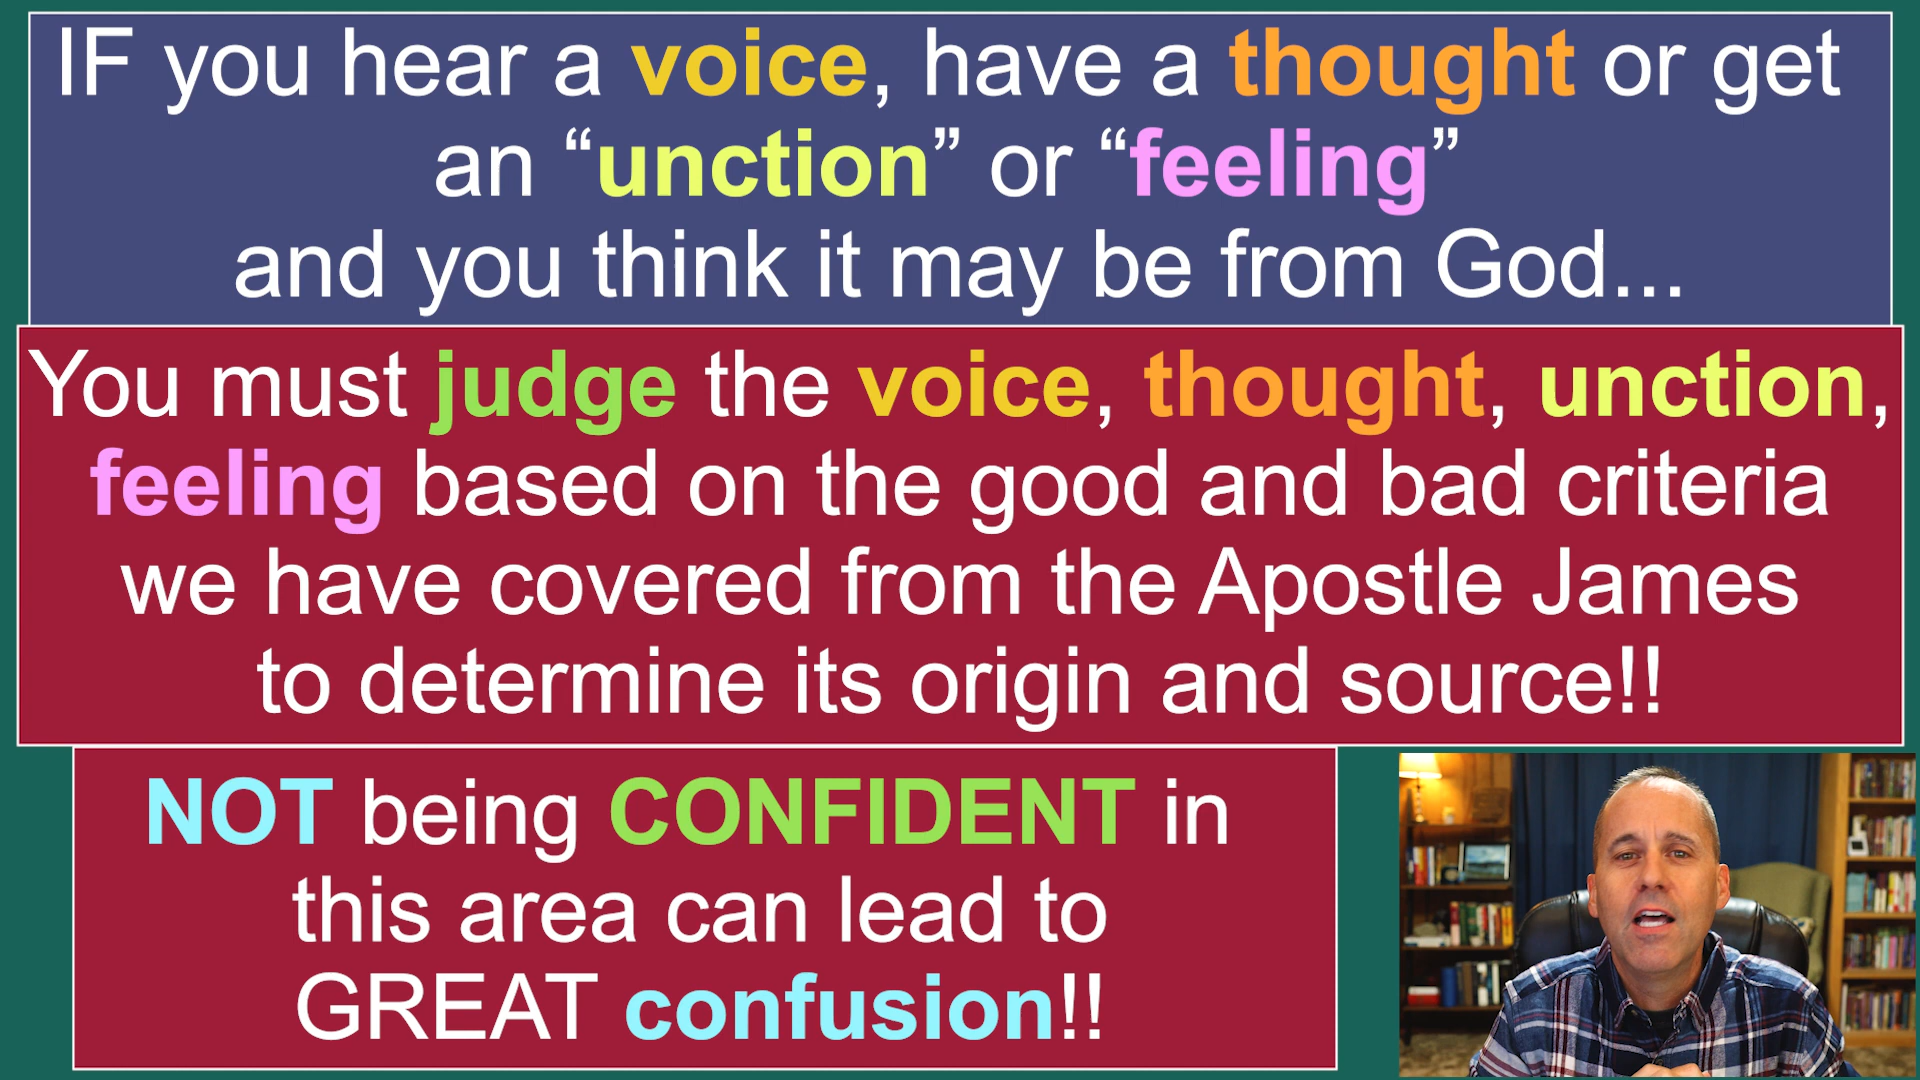 IF you hear a voice, have a thought or get
an “unction” or “feeling”
and you think it may be from God...
You must judge the voice, thought, unction,
feeling based on the good and bad criteria
we have covered from the Apostle James
to determine its origin and source!!
NOT being CONFIDENT in
this area can lead to
GREAT confusion!!